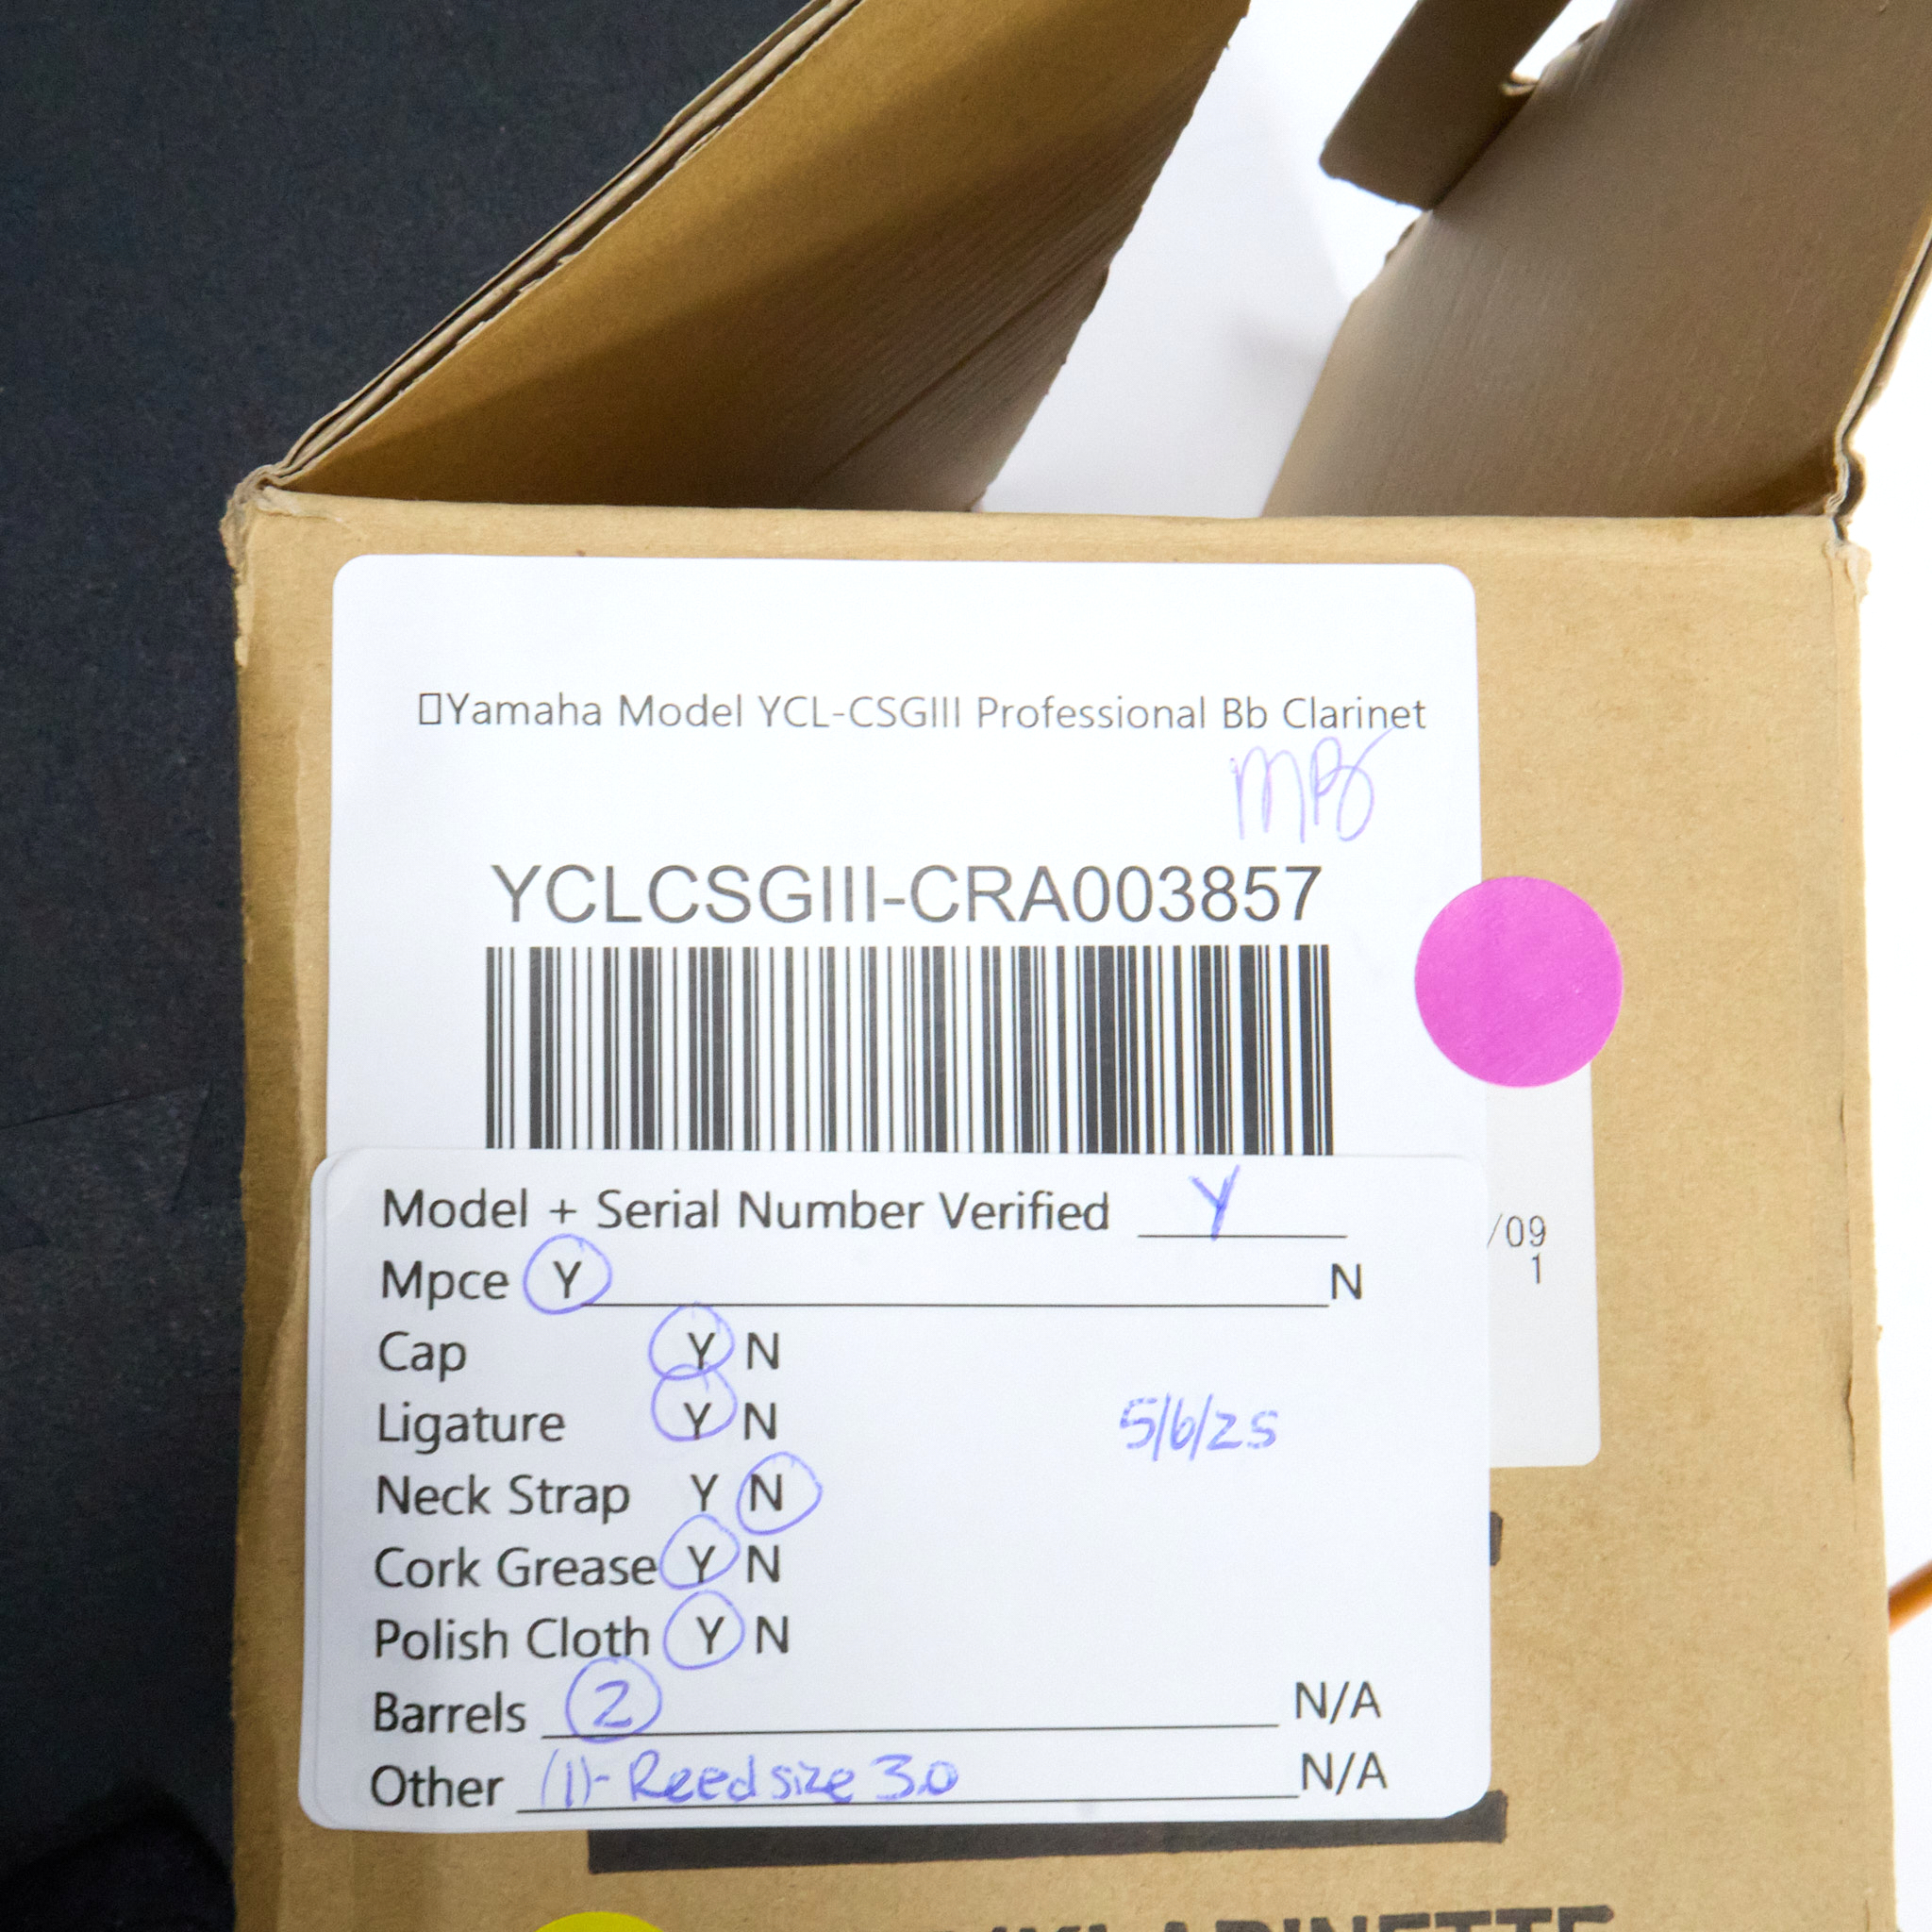 □Yamaha Model YCL-CSGIII Professional Bb Clarinet
YCLCSGIII-CRA003857
Model + Serial Number Verified Y
/09
Mpce Y N
1
Cap Y N
Ligature Y N
5/6/25
Neck Strap Y N
Cork Grease Y N
Polish Cloth Y N
Barrels 2 N/A
Other (1)- Reed size 3.0 N/A